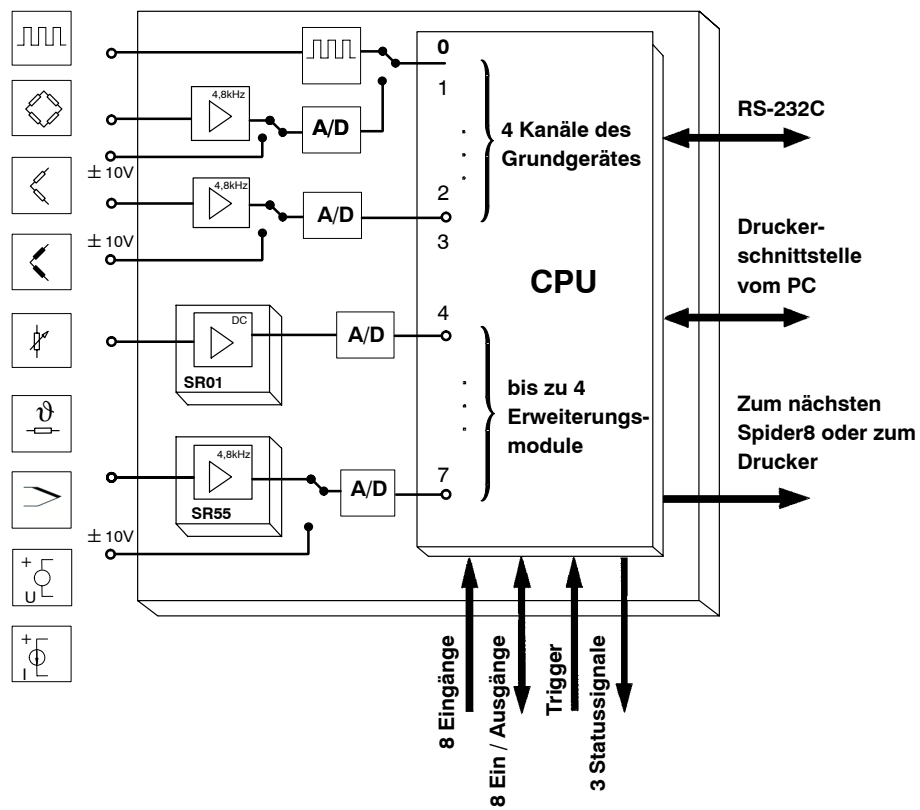 0
4,8kHz
1
A/D
RS-232C
4 Kanäle des
Grundgerätes
± 10V
4,8kHz
2
A/D
± 10V
3
Drucker-
schnittstelle
vom PC
CPU
4
DC
A/D
SR01
bis zu 4
Erweiterungs-
module
Zum nächsten
Spider8 oder zum
Drucker
ϑ
4,8kHz
7
A/D
SR55
± 10V
+
U
+
I
8 Eingänge
8 Ein / Ausgänge
Trigger
3 Statussignale